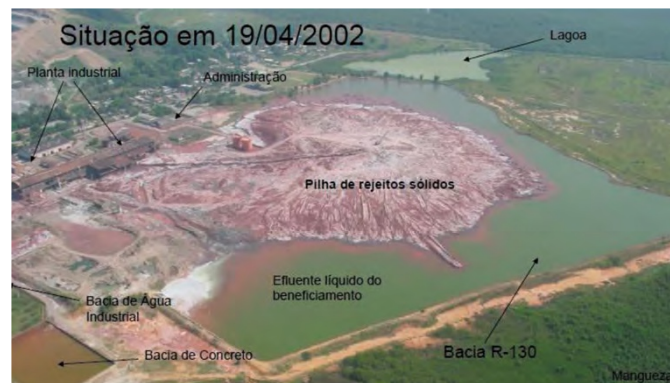 Situação em 19/04/2002
Lagoa
Planta industrial
Administração
Pilha de rejeitos sólidos
Efluente líquido do
beneficiamento
Bacia de Água
Industrial
Bacia de Concreto
Bacia R-130